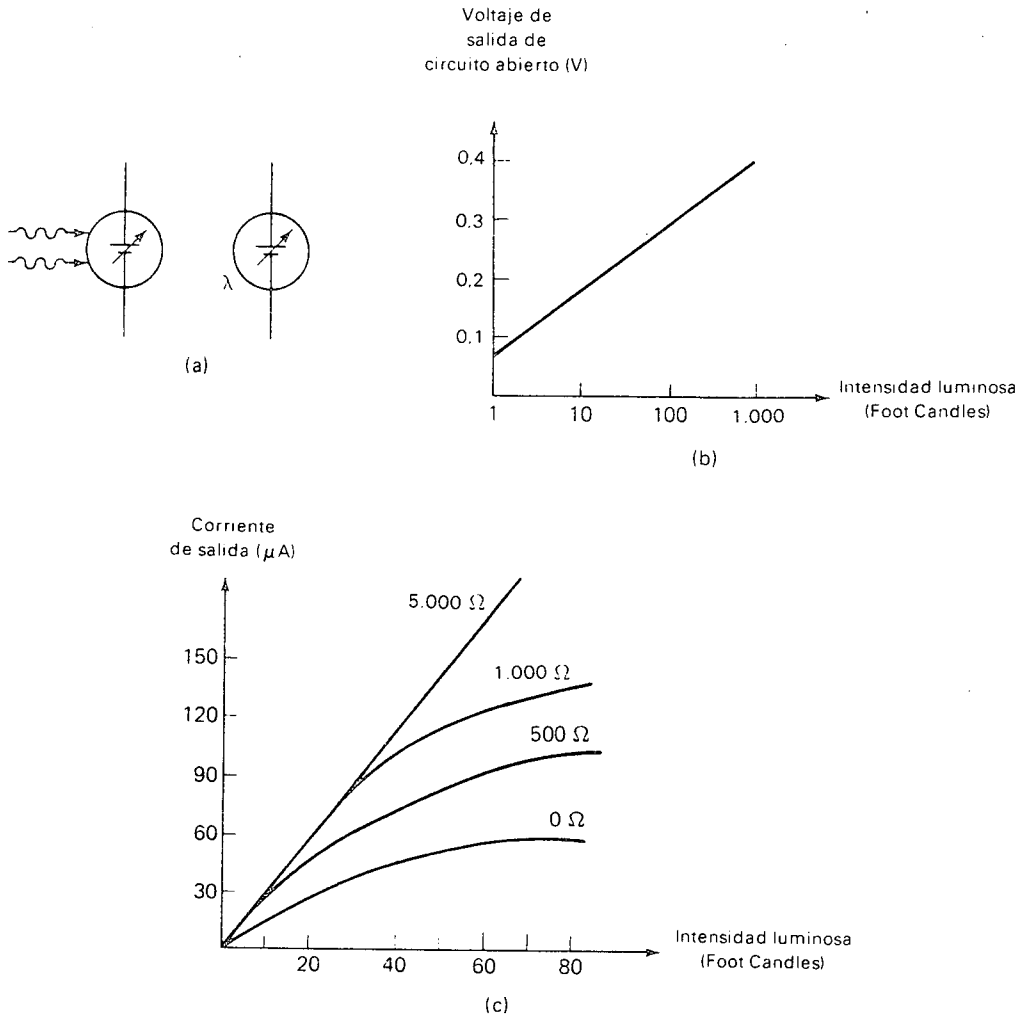 Voltaje de
salida de
circuito abierto (V)
λ
(a)
0.4
0.3
0.2
0.1
1
10
100
1.000
Intensidad luminosa
(Foot Candles)
(b)
Corriente
de salida (μA)
5.000 Ω
1.000 Ω
500 Ω
0 Ω
150
120
90
60
30
20
40
60
80
Intensidad luminosa
(Foot Candles)
(c)